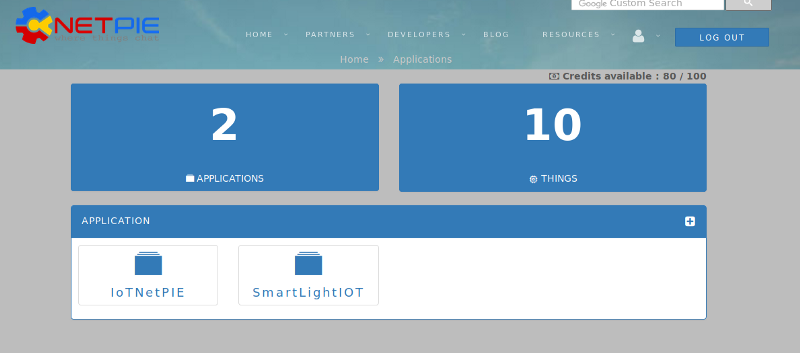 Google Custom Search
NETPIE
HOME PARTNERS DEVELOPERS BLOG RESOURCES LOG OUT
Home » Applications
Credits available : 80 / 100
2
APPLICATIONS
10
THINGS
APPLICATION
IoTNetPIE
SmartLightIOT